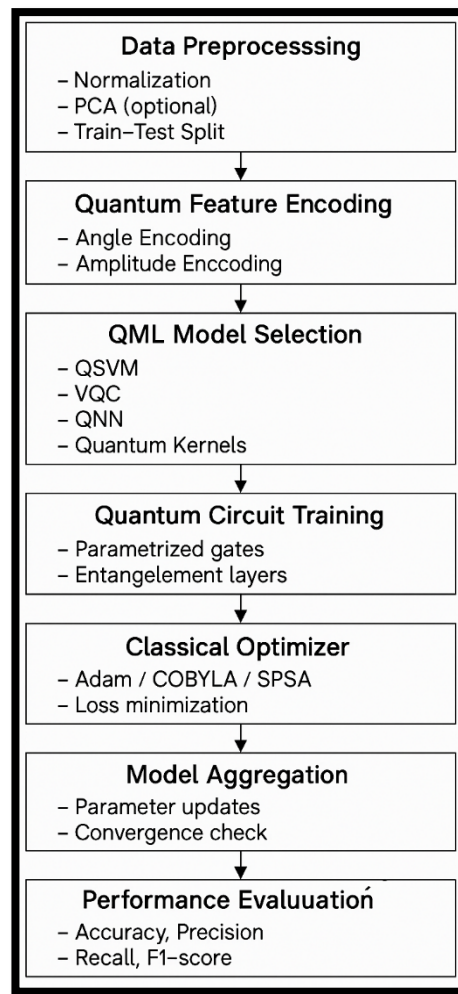 Data Preprocesssing
– Normalization
– PCA (optional)
– Train–Test Split
Quantum Feature Encoding
– Angle Encoding
– Amplitude Enccoding
QML Model Selection
– QSVM
– VQC
– QNN
– Quantum Kernels
Quantum Circuit Training
– Parametrized gates
– Entangelement layers
Classical Optimizer
– Adam / COBYLA / SPSA
– Loss minimization
Model Aggregation
– Parameter updates
– Convergence check
Performance Evaluuation
– Accuracy, Precision
– Recall, F1–score